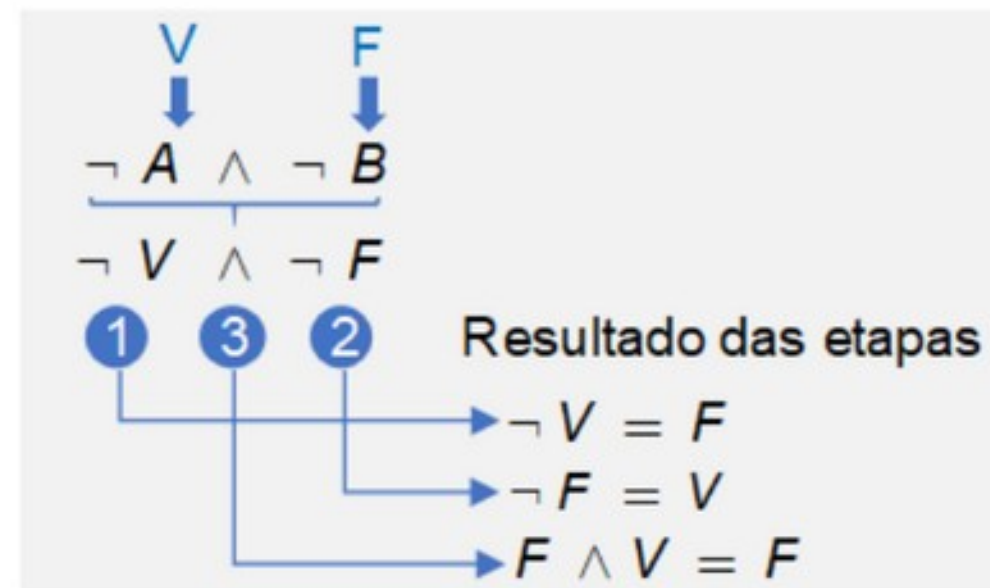 V F
¬ A ∧ ¬ B
¬ V ∧ ¬ F
1 3 2 Resultado das etapas
¬ V = F
¬ F = V
F ∧ V = F